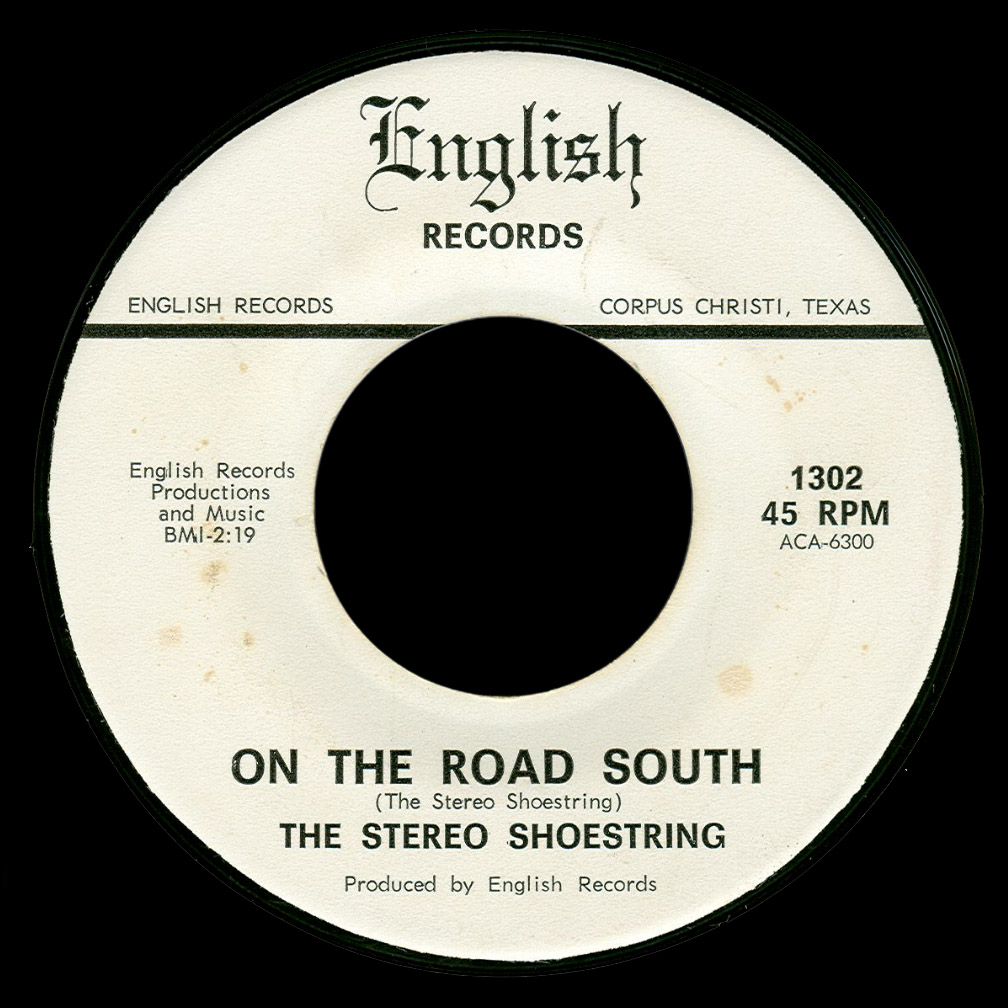 English
RECORDS
ENGLISH RECORDS
CORPUS CHRISTI, TEXAS
English Records
Productions
and Music
BMI-2:19
1302
45 RPM
ACA-6300
ON THE ROAD SOUTH
(The Stereo Shoestring)
THE STEREO SHOESTRING
Produced by English Records